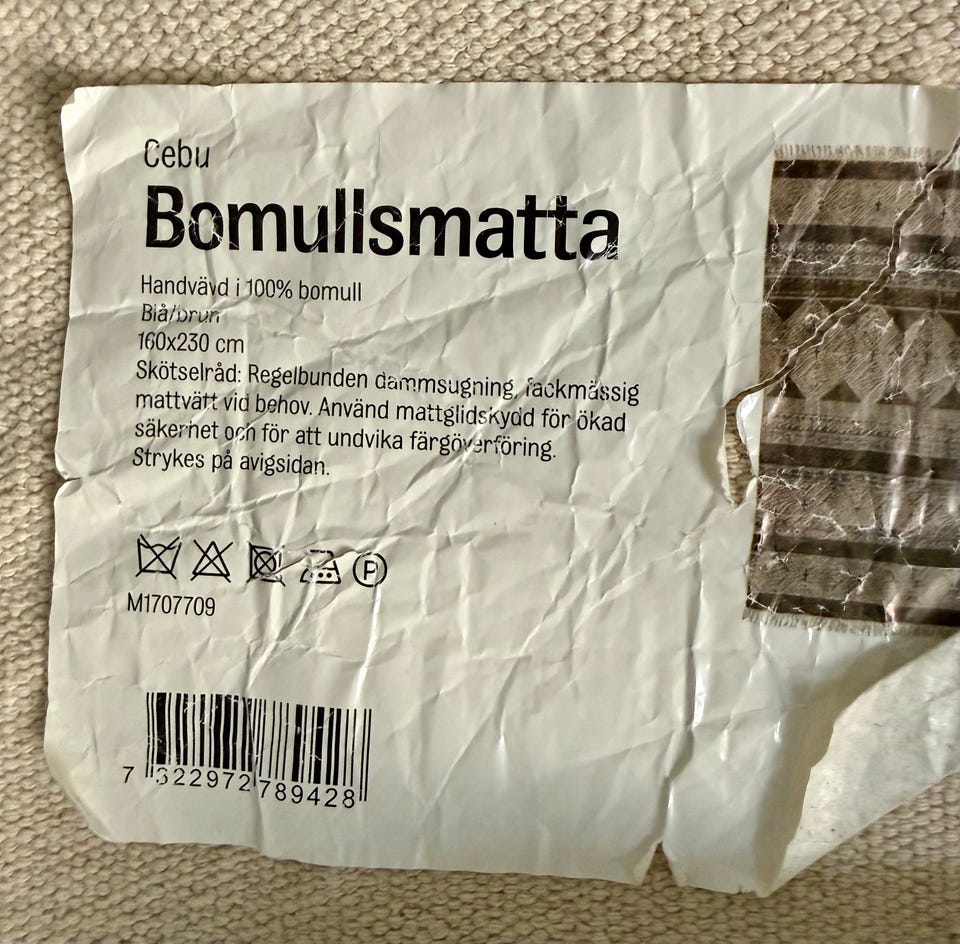 Cebu
Bomullsmatta
Handvävd i 100% bomull
Blå/brun
160x230 cm
Skötselråd: Regelbunden dammsugning, fackmässig
mattvätt vid behov. Använd mattglidskydd för ökad
säkerhet och för att undvika färgöverföring.
Strykes på avigsidan.
P
M1707709
7 322972 789428